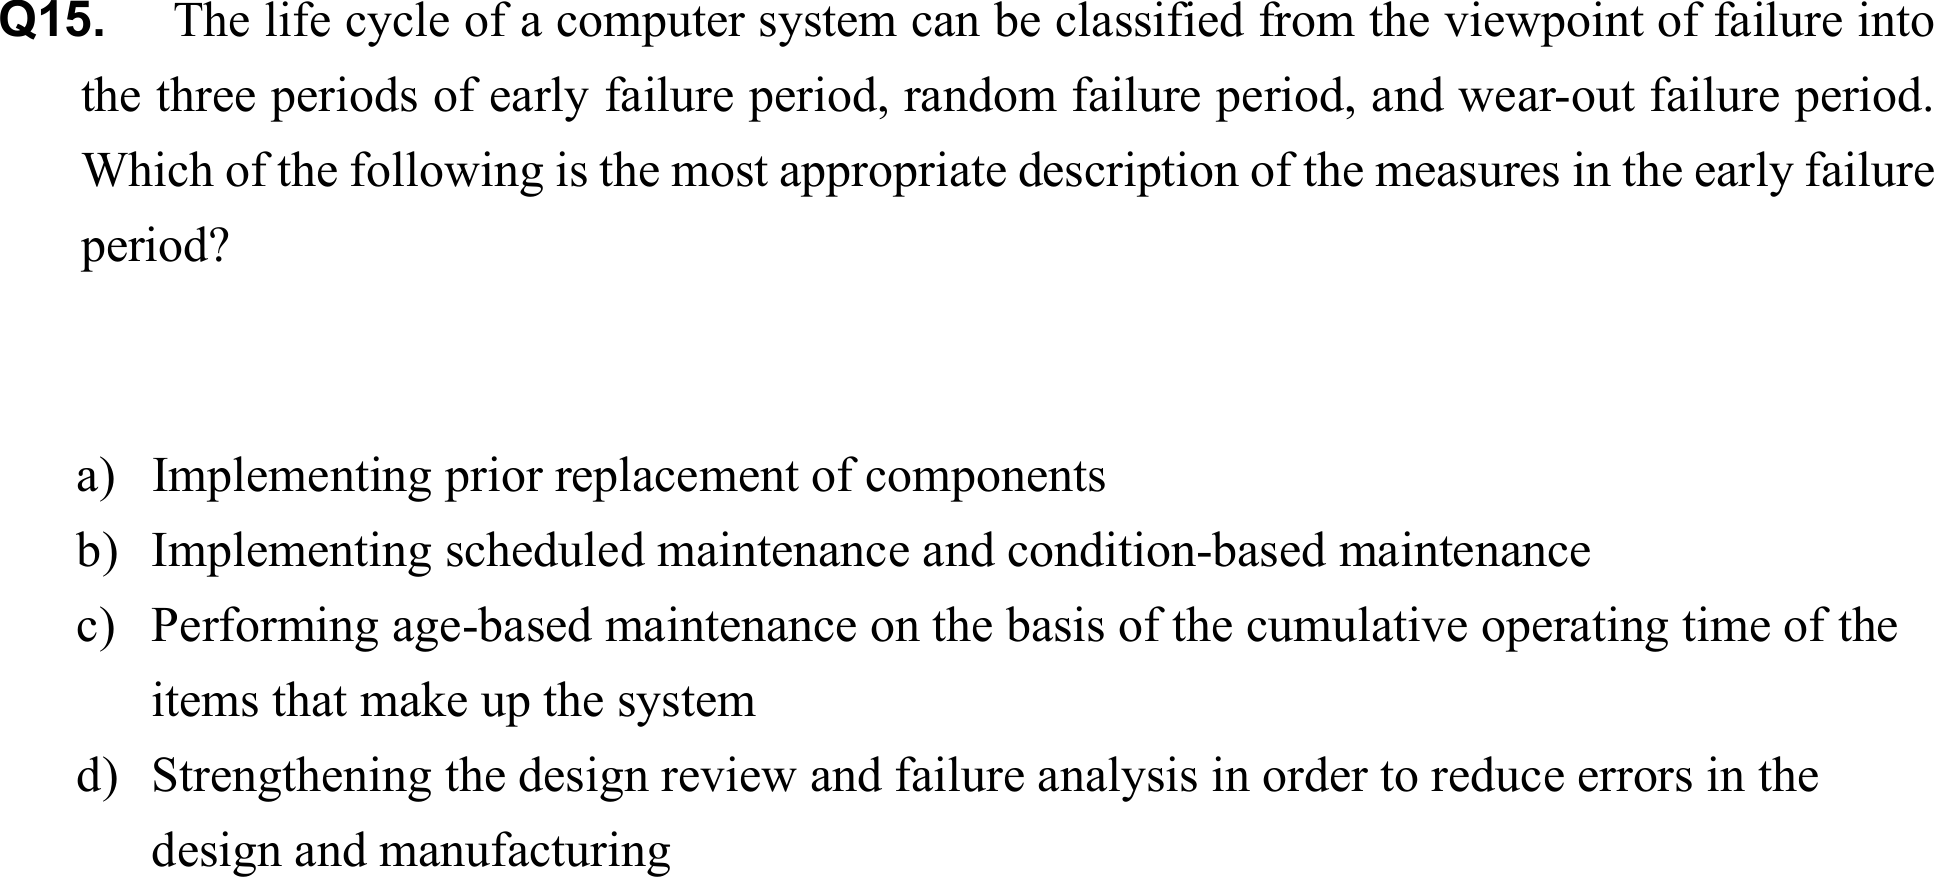 Q15. The life cycle of a computer system can be classified from the viewpoint of failure into
the three periods of early failure period, random failure period, and wear-out failure period.
Which of the following is the most appropriate description of the measures in the early failure
period?
a) Implementing prior replacement of components
b) Implementing scheduled maintenance and condition-based maintenance
c) Performing age-based maintenance on the basis of the cumulative operating time of the
items that make up the system
d) Strengthening the design review and failure analysis in order to reduce errors in the
design and manufacturing